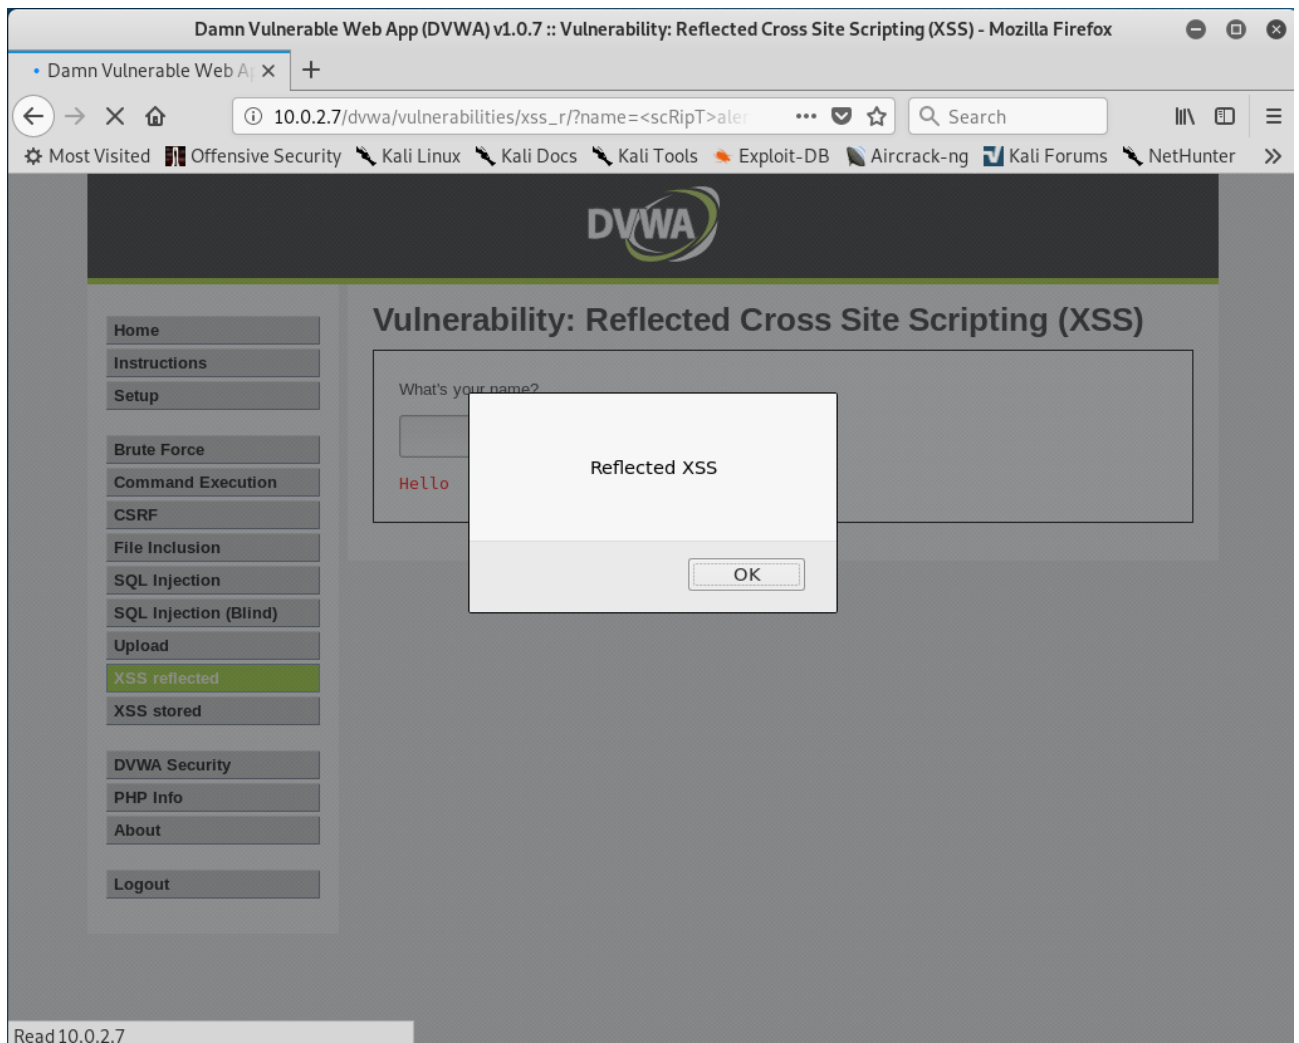 Damn Vulnerable Web App (DVWA) v1.0.7 :: Vulnerability: Reflected Cross Site Scripting (XSS) - Mozilla Firefox
Damn Vulnerable Web Ap
10.0.2.7/dvwa/vulnerabilities/xss_r/?name=<scRipT>aler
Search
Most Visited Offensive Security Kali Linux Kali Docs Kali Tools Exploit-DB Aircrack-ng Kali Forums NetHunter
DVWA
Vulnerability: Reflected Cross Site Scripting (XSS)
Home
Instructions
Setup
Brute Force
Command Execution
CSRF
File Inclusion
SQL Injection
SQL Injection (Blind)
Upload
XSS reflected
XSS stored
DVWA Security
PHP Info
About
Logout
What's your name?
Hello
Reflected XSS
OK
Read 10.0.2.7